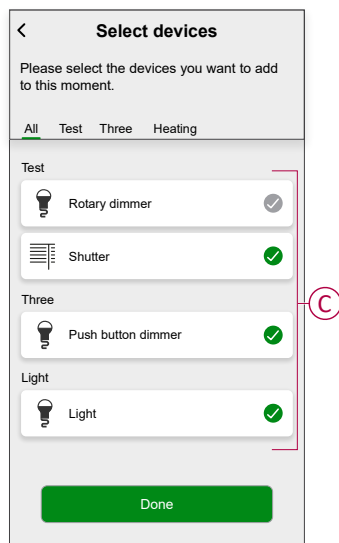 Select devices
Please select the devices you want to add
to this moment.
All Test Three Heating
Test
Rotary dimmer
Shutter
Three
Push button dimmer
Light
Light
C
Done